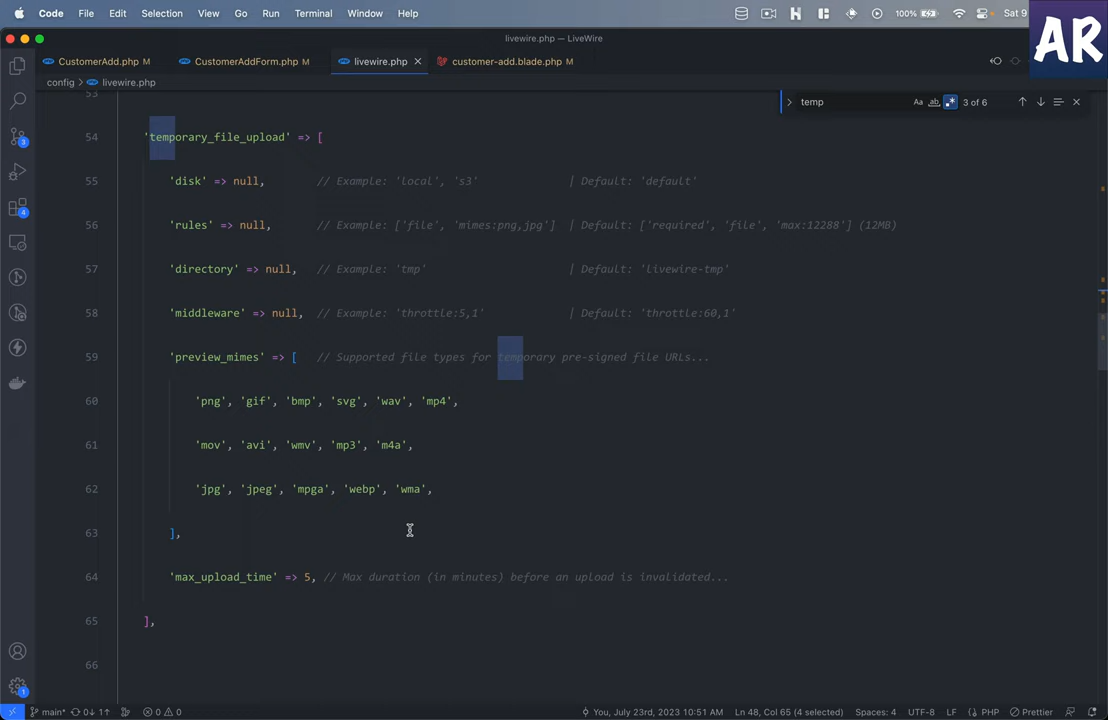 Code File Edit Selection View Go Run Terminal Window Help 100% Sat 9
livewire.php — LiveWire
CustomerAdd.php M CustomerAddForm.php M livewire.php customer-add.blade.php M
AR
config > livewire.php
temp Aa ab 3 of 6
53
54 'temporary_file_upload' => [
55 'disk' => null, // Example: 'local', 's3' | Default: 'default'
56 'rules' => null, // Example: ['file', 'mimes:png,jpg'] | Default: ['required', 'file', 'max:12288'] (12MB)
57 'directory' => null, // Example: 'tmp' | Default: 'livewire-tmp'
58 'middleware' => null, // Example: 'throttle:5,1' | Default: 'throttle:60,1'
59 'preview_mimes' => [ // Supported file types for temporary pre-signed file URLs...
60 'png', 'gif', 'bmp', 'svg', 'wav', 'mp4',
61 'mov', 'avi', 'wmv', 'mp3', 'm4a',
62 'jpg', 'jpeg', 'mpga', 'webp', 'wma',
63 ],
64 'max_upload_time' => 5, // Max duration (in minutes) before an upload is invalidated...
65 ],
66
3
4
1
main* 0↓ 1↑ 0 0 You, July 23rd, 2023 10:51 AM Ln 48, Col 65 (4 selected) Spaces: 4 UTF-8 LF PHP Prettier